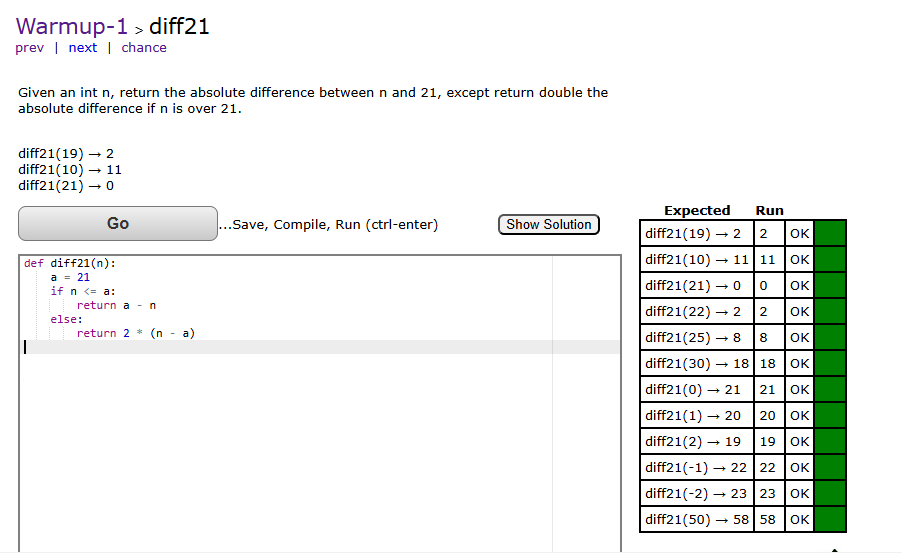 Warmup-1 > diff21
prev | next | chance
Given an int n, return the absolute difference between n and 21, except return double the
absolute difference if n is over 21.
diff21(19) → 2
diff21(10) → 11
diff21(21) → 0
Go ...Save, Compile, Run (ctrl-enter) Show Solution
def diff21(n):
    a = 21
    if n <= a:
        return a - n
    else:
        return 2 * (n - a)
Expected Run
diff21(19) → 2 2 OK
diff21(10) → 11 11 OK
diff21(21) → 0 0 OK
diff21(22) → 2 2 OK
diff21(25) → 8 8 OK
diff21(30) → 18 18 OK
diff21(0) → 21 21 OK
diff21(1) → 20 20 OK
diff21(2) → 19 19 OK
diff21(-1) → 22 22 OK
diff21(-2) → 23 23 OK
diff21(50) → 58 58 OK